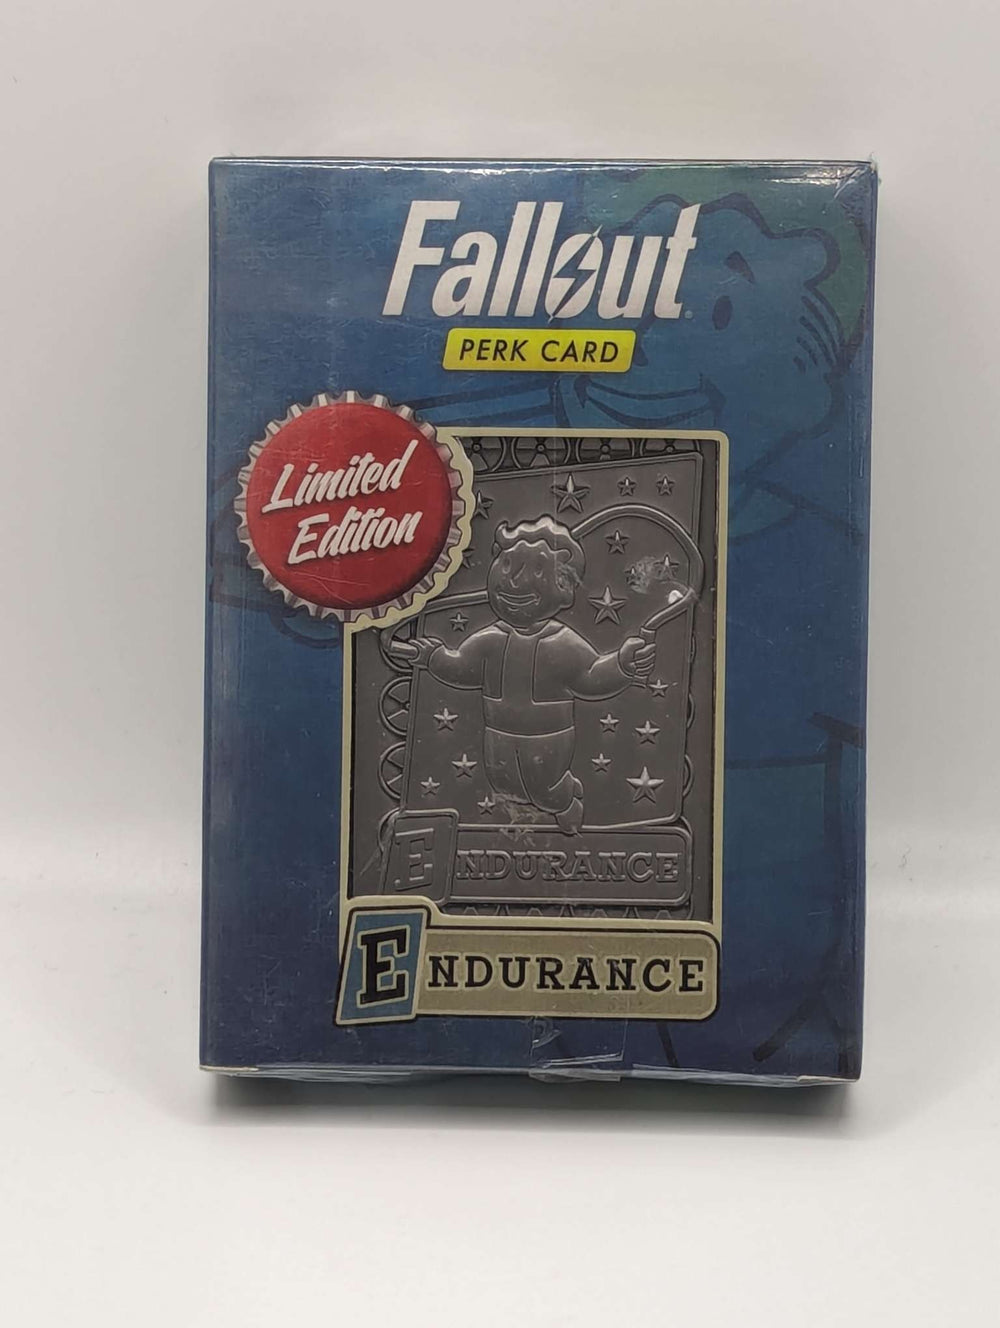 Fallout
PERK CARD
Limited
Edition
ENDURANCE
ENDURANCE